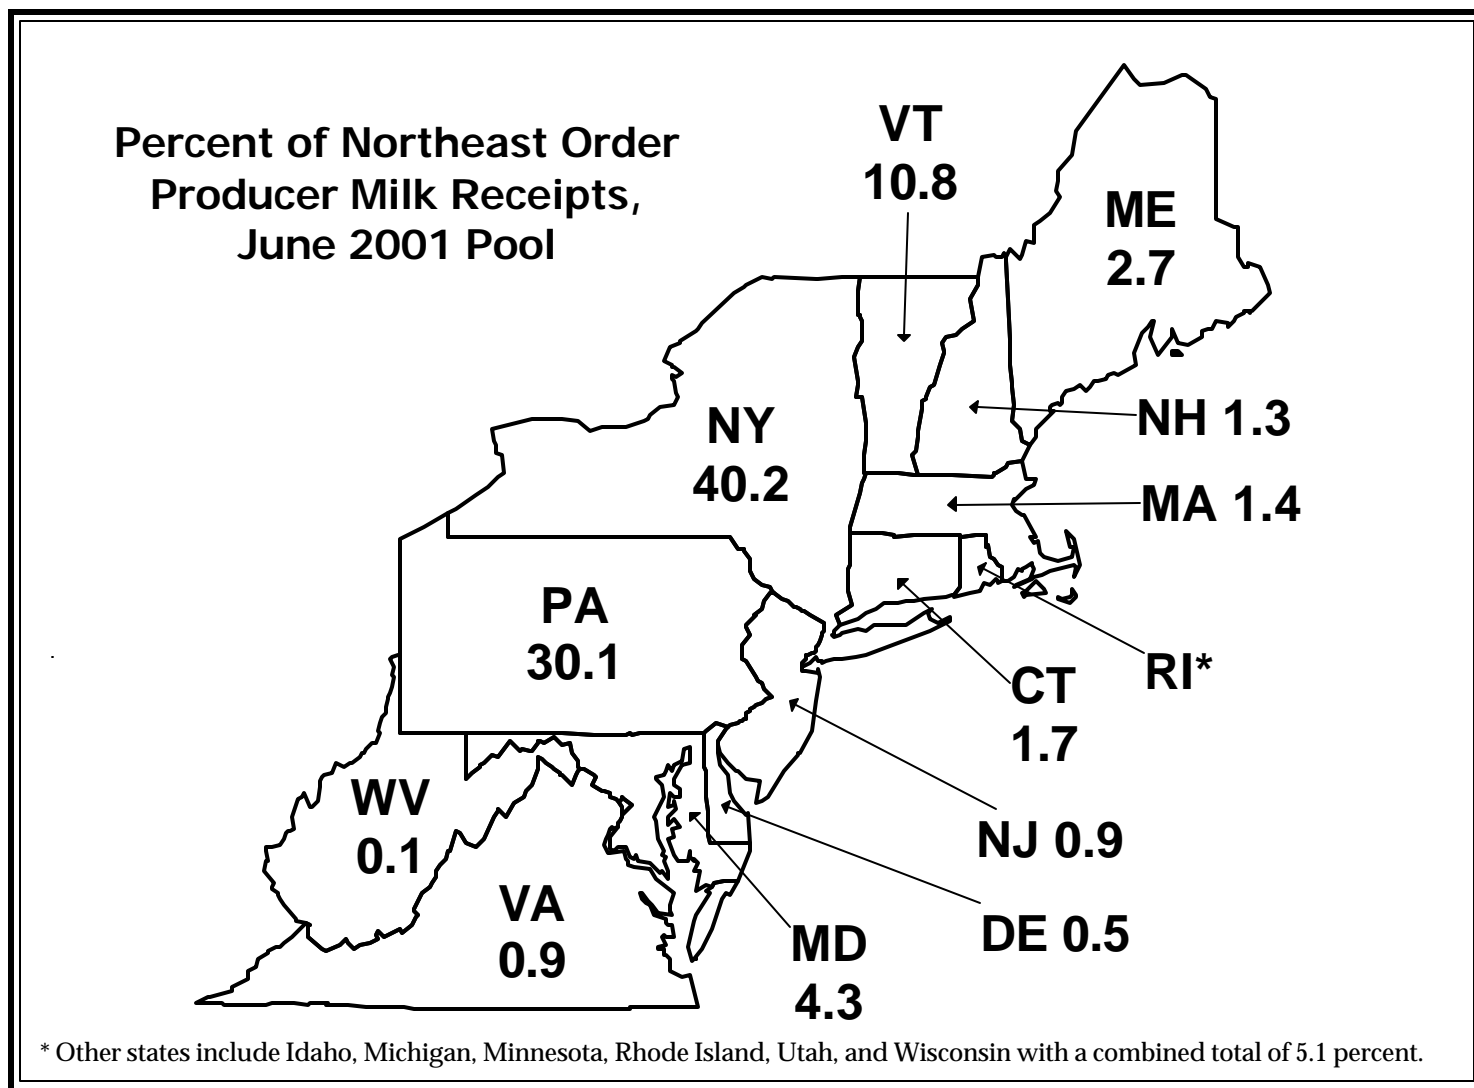 Percent of Northeast Order
Producer Milk Receipts,
June 2001 Pool
VT
10.8
ME
2.7
NY
40.2
NH 1.3
MA 1.4
PA
30.1
RI*
CT
1.7
WV
0.1
NJ 0.9
VA
0.9
DE 0.5
MD
4.3
* Other states include Idaho, Michigan, Minnesota, Rhode Island, Utah, and Wisconsin with a combined total of 5.1 percent.